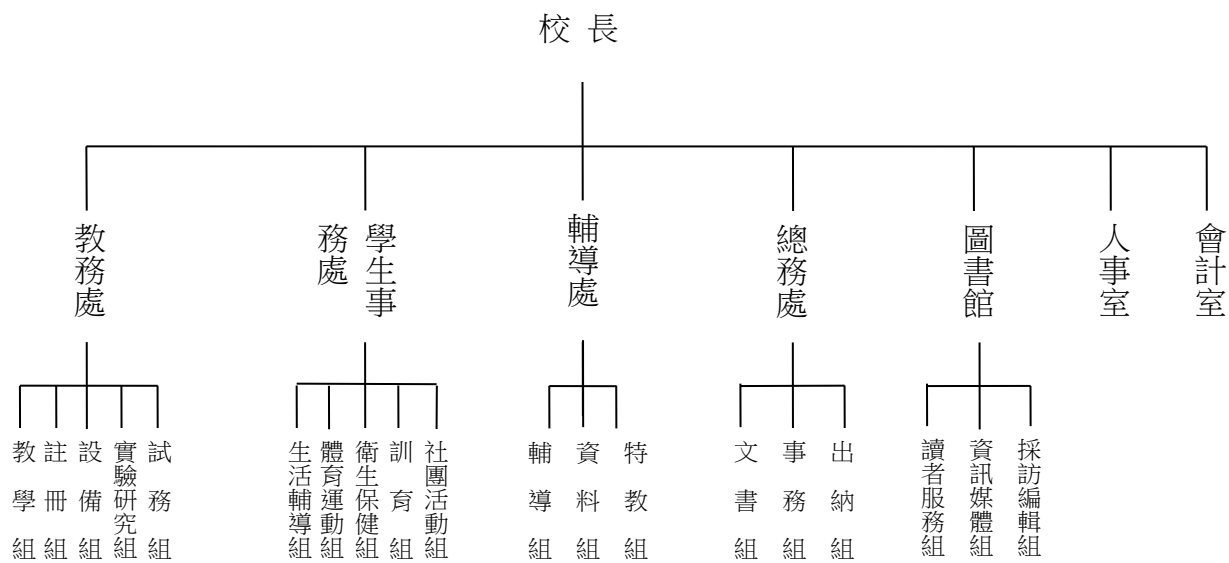 校長
教務處
學生事務處
輔導處
總務處
圖書館
人事室
會計室
教學組
註冊組
設備組
實驗研究組
試務組
生活輔導組
體育運動組
衛生保健組
訓育組
社團活動組
輔導組
資料組
特教組
文書組
事務組
出納組
讀者服務組
資訊媒體組
採訪編輯組